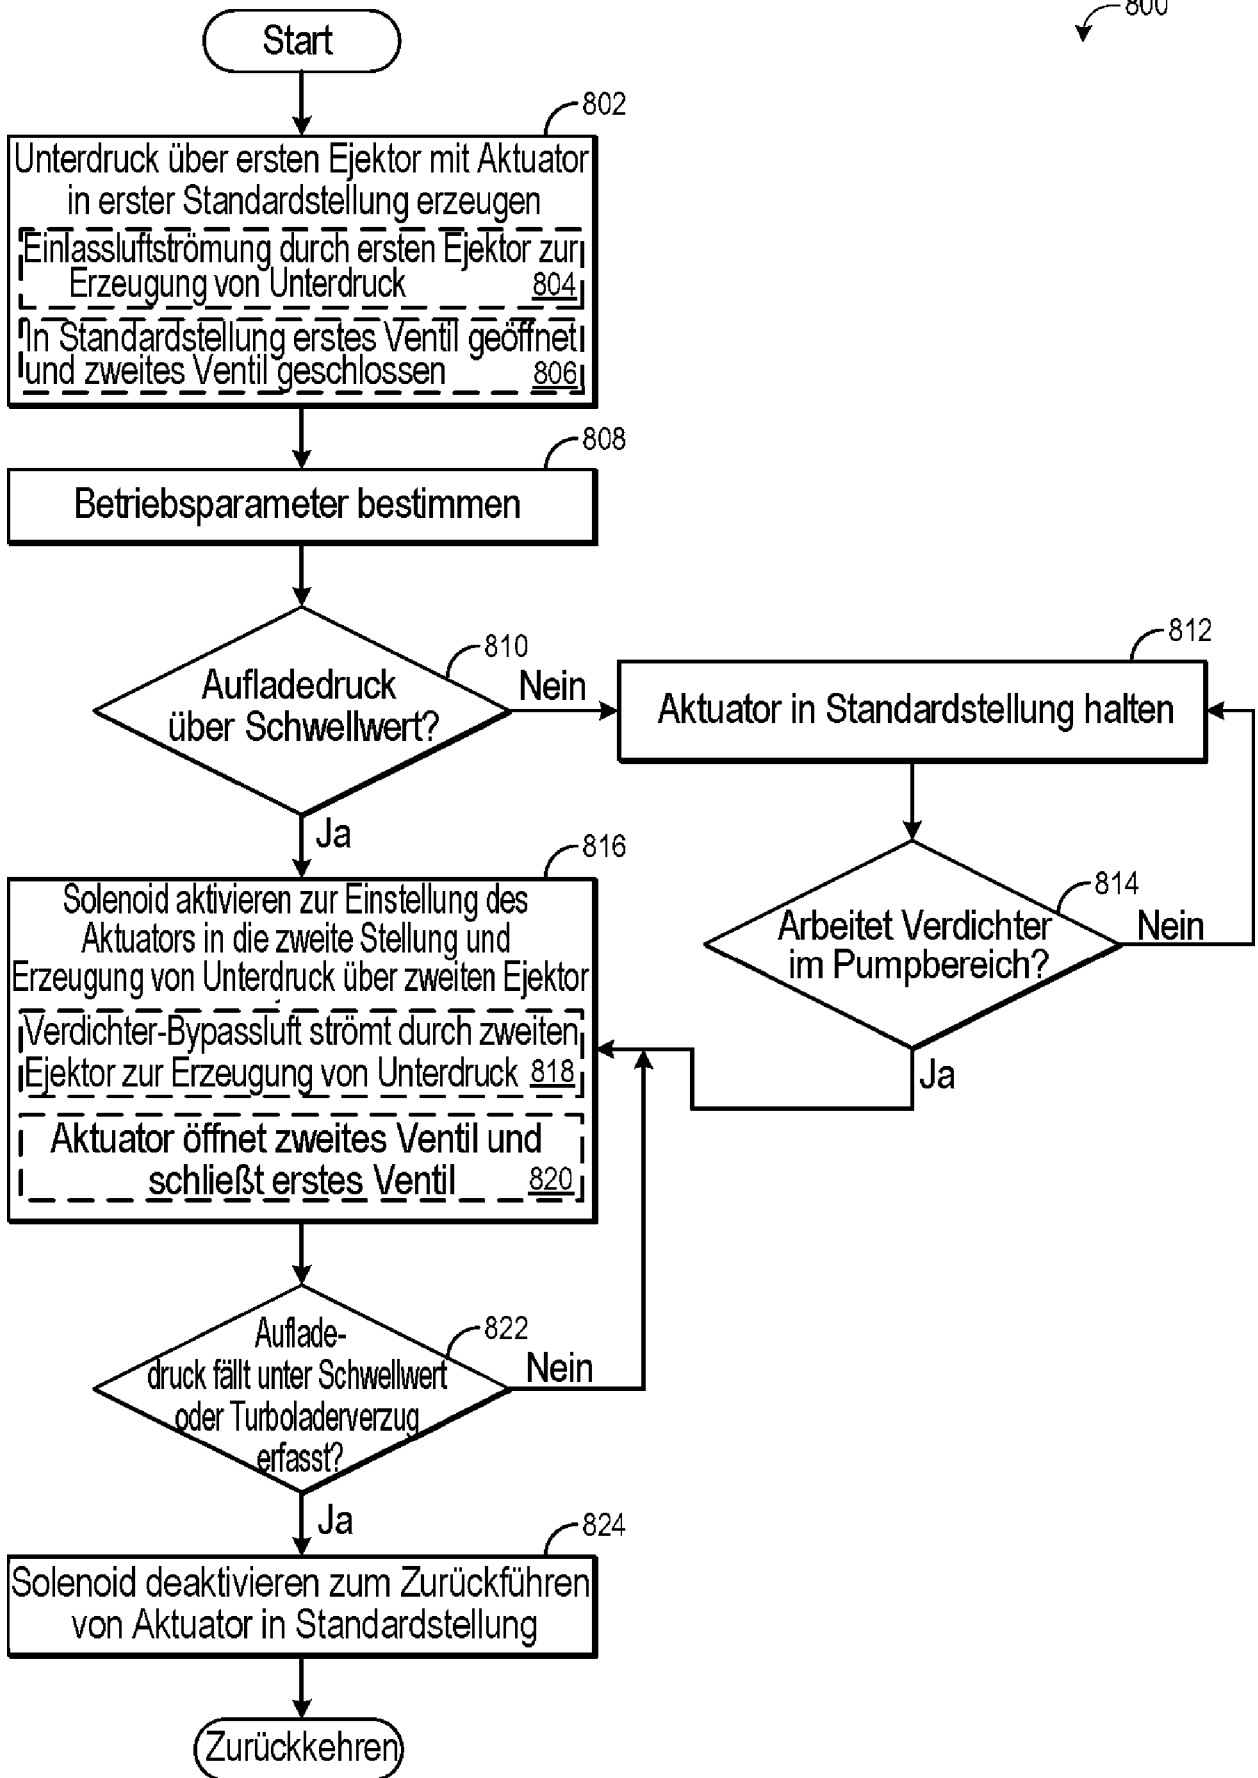 800
Start
802
Unterdruck über ersten Ejektor mit Aktuator
in erster Standardstellung erzeugen
Einlassluftströmung durch ersten Ejektor zur
Erzeugung von Unterdruck 804
In Standardstellung erstes Ventil geöffnet
und zweites Ventil geschlossen 806
808
Betriebsparameter bestimmen
810
Aufladedruck
über Schwellwert?
Nein
812
Aktuator in Standardstellung halten
814
Arbeitet Verdichter
im Pumpbereich?
Nein
Ja
Ja
816
Solenoid aktivieren zur Einstellung des
Aktuators in die zweite Stellung und
Erzeugung von Unterdruck über zweiten Ejektor
Verdichter-Bypassluft strömt durch zweiten
Ejektor zur Erzeugung von Unterdruck 818
Aktuator öffnet zweites Ventil und
schließt erstes Ventil 820
822
Auflade-
druck fällt unter Schwellwert
oder Turboladerverzug
erfasst?
Nein
Ja
824
Solenoid deaktivieren zum Zurückführen
von Aktuator in Standardstellung
Zurückkehren